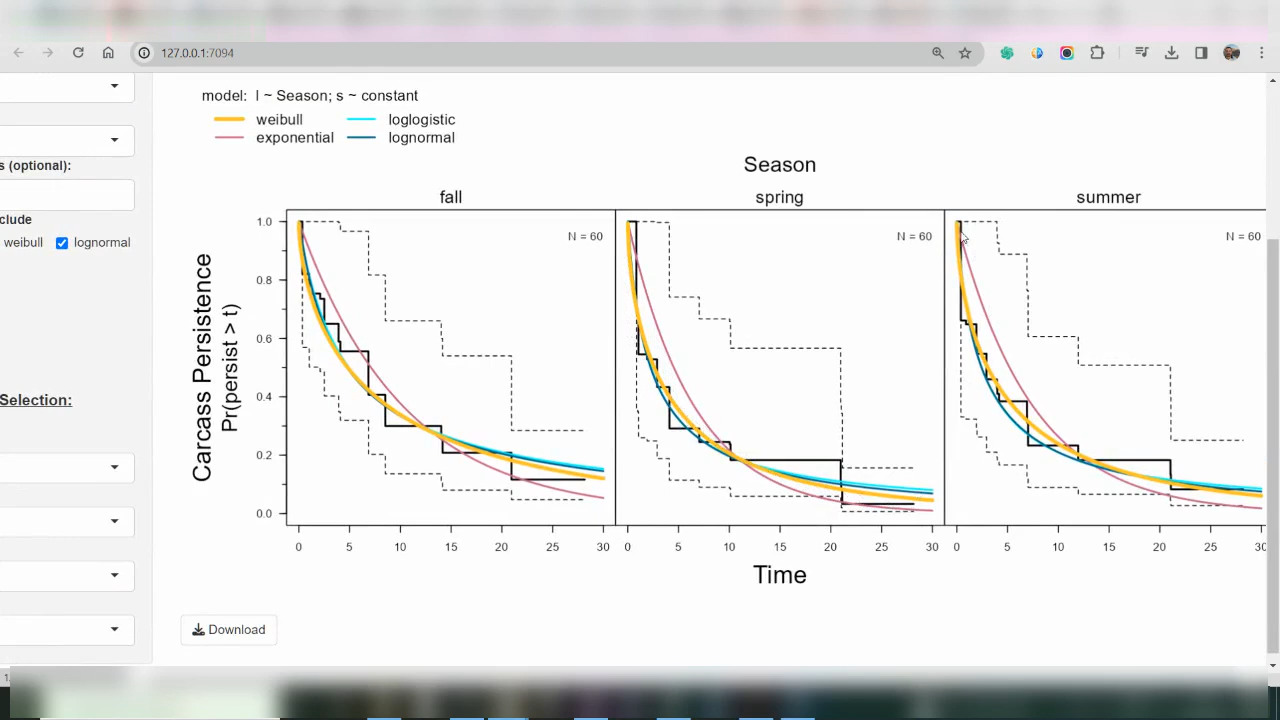 127.0.0.1:7094
model: l ~ Season; s ~ constant
weibull loglogistic
exponential lognormal
s (optional):
clude
weibull lognormal
Selection:
Season
fall spring summer
N = 60 N = 60 N = 60
Carcass Persistence
Pr(persist > t)
1.0
0.8
0.6
0.4
0.2
0.0
0 5 10 15 20 25 30 0 5 10 15 20 25 30 0 5 10 15 20 25 30
Time
Download
1.